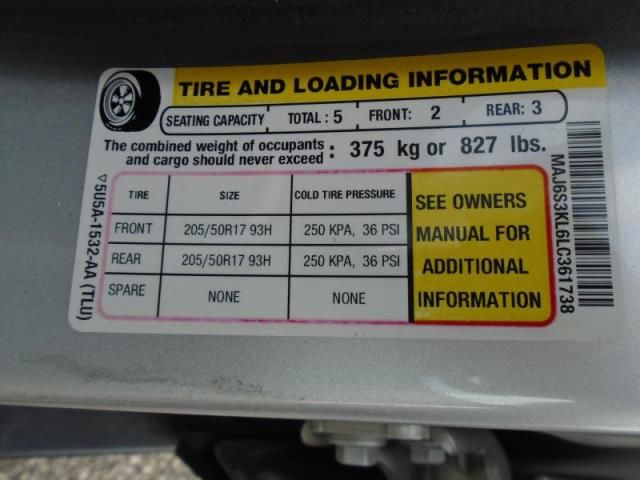 TIRE AND LOADING INFORMATION
SEATING CAPACITY TOTAL : 5 FRONT: 2 REAR: 3
The combined weight of occupants
and cargo should never exceed : 375 kg or 827 lbs.
TIRE SIZE COLD TIRE PRESSURE
FRONT 205/50R17 93H 250 KPA, 36 PSI
REAR 205/50R17 93H 250 KPA, 36 PSI
SPARE NONE NONE
SEE OWNERS
MANUAL FOR
ADDITIONAL
INFORMATION
5U5A-1532-AA (TLU)
MAJ6S3KL6LC361738